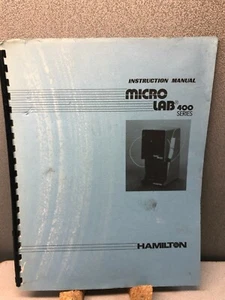 INSTRUCTION MANUAL
MICRO
LAB® 400
SERIES
HAMILTON